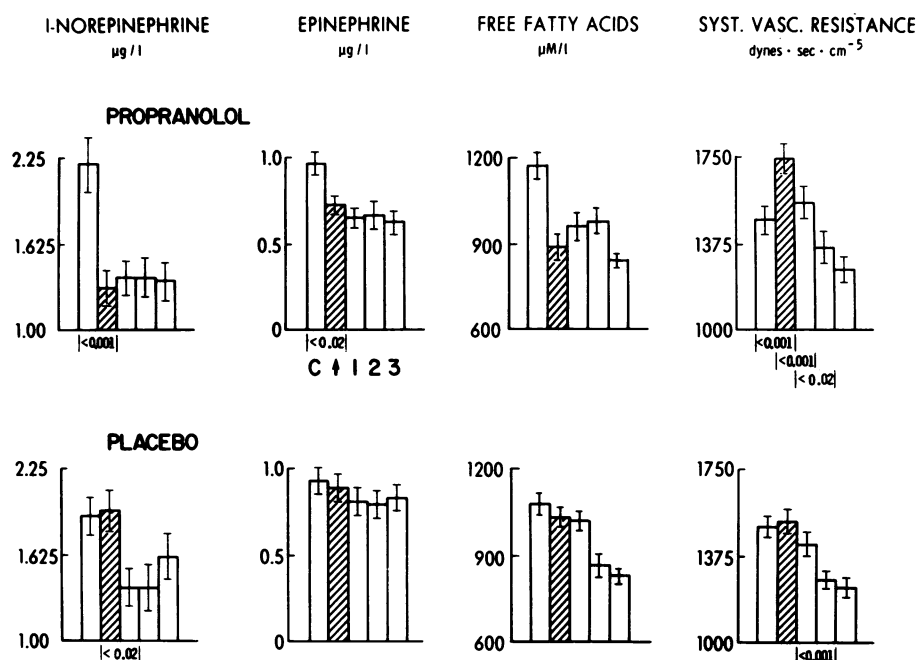 l-NOREPINEPHRINE EPINEPHRINE FREE FATTY ACIDS SYST. VASC. RESISTANCE
µg / l µg / l µM/l dynes · sec · cm⁻⁵
PROPRANOLOL
2.25 1.0 1200 1750
1.625 0.5 900 1375
1.00 0 600 1000
<0.001 <0.02 <0.001
C ↑ 1 2 3 <0.001
<0.02
PLACEBO
2.25 1.0 1200 1750
1.625 0.5 900 1375
1.00 0 600 1000
<0.02 <0.001